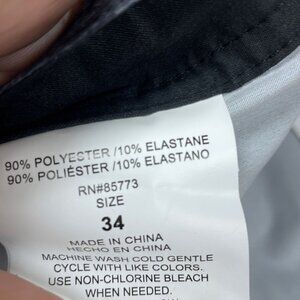 90% POLYESTER /10% ELASTANE
90% POLIÉSTER /10% ELASTANO
RN#85773
SIZE
34
MADE IN CHINA
HECHO EN CHINA
MACHINE WASH COLD GENTLE
CYCLE WITH LIKE COLORS.
USE NON-CHLORINE BLEACH
WHEN NEEDED.